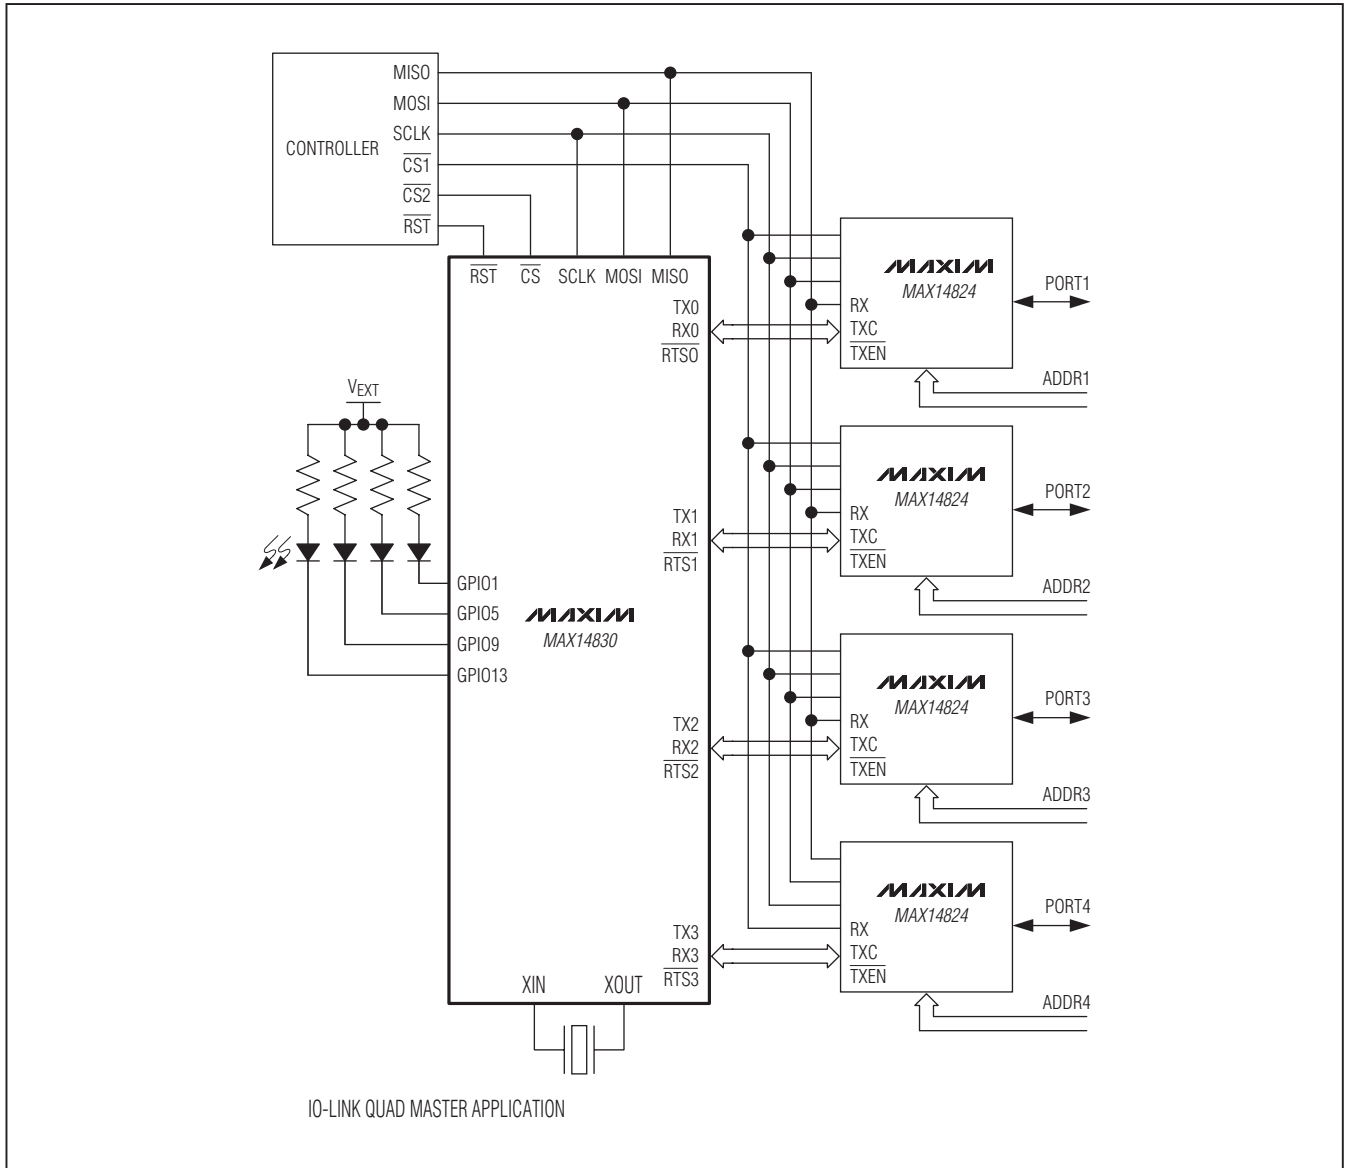 MISO
MOSI
SCLK
CONTROLLER
CS1
CS2
RST
RST CS SCLK MOSI MISO
TX0
RX0
RTS0
MAXIM
MAX14824
RX
TXC
TXEN
PORT1
ADDR1
VEXT
GPIO1
GPIO5
GPIO9
GPIO13
MAXIM
MAX14830
TX1
RX1
RTS1
MAXIM
MAX14824
RX
TXC
TXEN
PORT2
ADDR2
TX2
RX2
RTS2
MAXIM
MAX14824
RX
TXC
TXEN
PORT3
ADDR3
TX3
RX3
RTS3
MAXIM
MAX14824
RX
TXC
TXEN
PORT4
ADDR4
XIN XOUT
IO-LINK QUAD MASTER APPLICATION